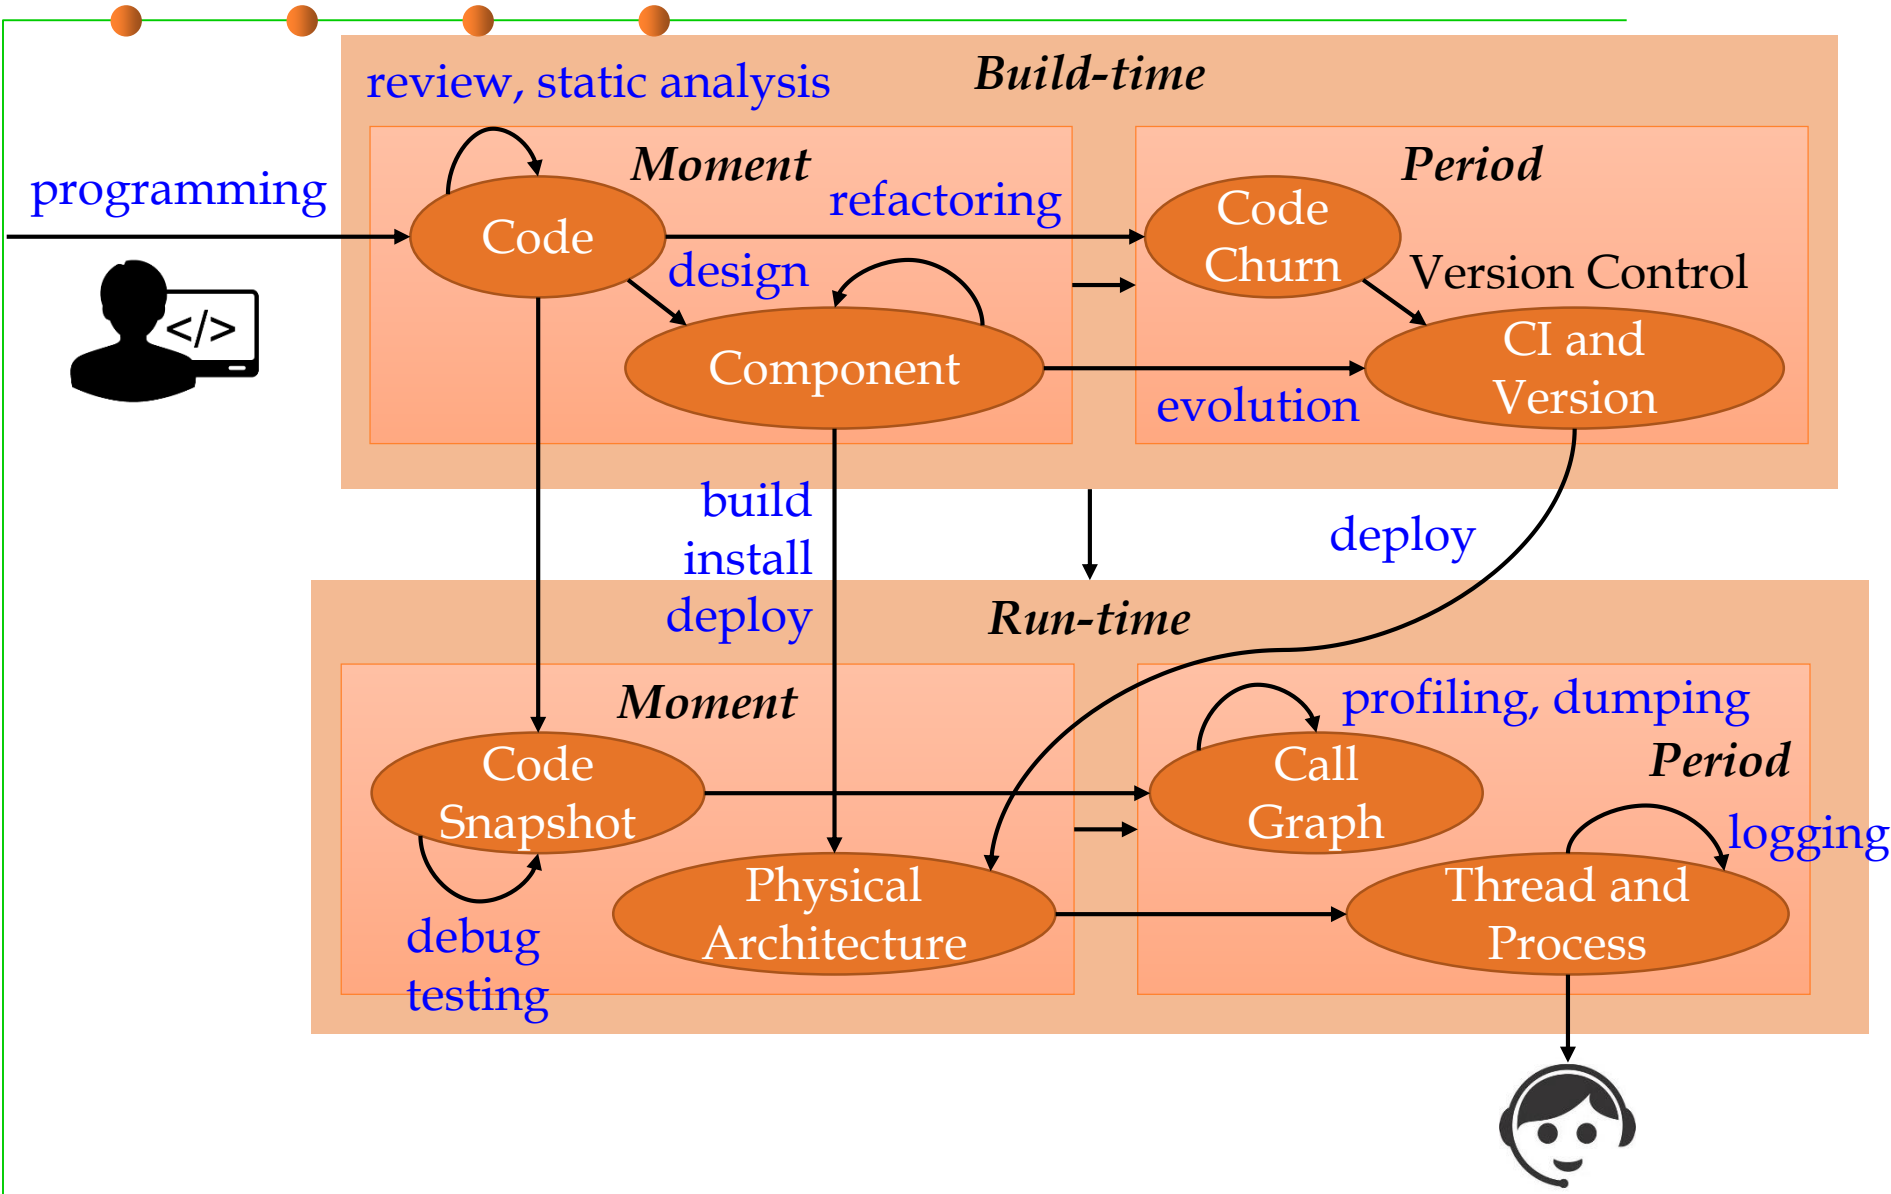 Build-time
review, static analysis
Moment
Period
programming
refactoring
Code
Code
Churn
design
Version Control
Component
CI and
Version
evolution
build
install
deploy
deploy
Run-time
Moment
profiling, dumping
Period
Code
Snapshot
Call
Graph
logging
Physical
Architecture
Thread and
Process
debug
testing
</>